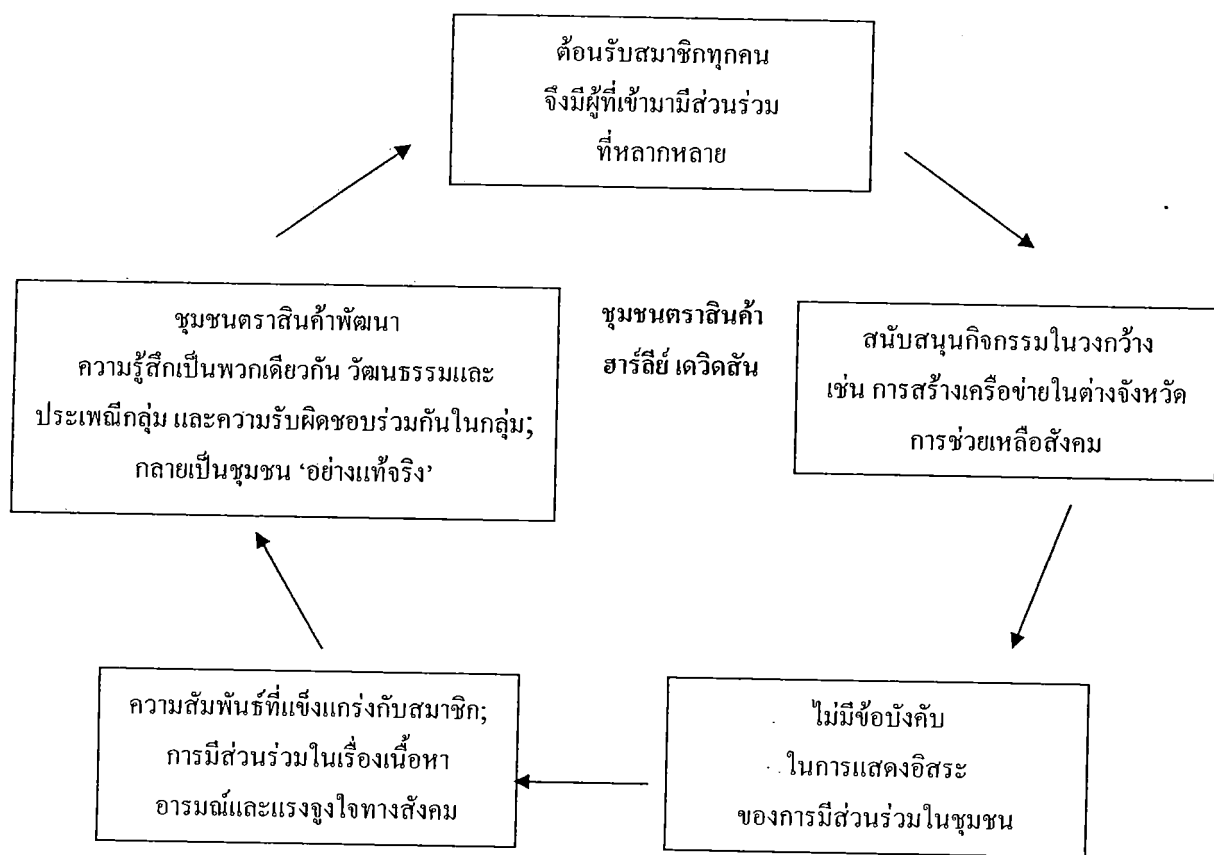 ต้อนรับสมาชิกทุกคน
จึงมีผู้ที่เข้ามามีส่วนร่วม
ที่หลากหลาย
ชุมชนตราสินค้า
ฮาร์ลีย์ เดวิดสัน
สนับสนุนกิจกรรมในวงกว้าง
เช่น การสร้างเครือข่ายในต่างจังหวัด
การช่วยเหลือสังคม
ไม่มีข้อบังคับ
ในการแสดงอิสระ
ของการมีส่วนร่วมในชุมชน
ความสัมพันธ์ที่แข็งแกร่งกับสมาชิก;
การมีส่วนร่วมในเรื่องเนื้อหา
อารมณ์และแรงจูงใจทางสังคม
ชุมชนตราสินค้าพัฒนา
ความรู้สึกเป็นพวกเดียวกัน วัฒนธรรมและ
ประเพณีกลุ่ม และความรับผิดชอบร่วมกันในกลุ่ม;
กลายเป็นชุมชน ‘อย่างแท้จริง’